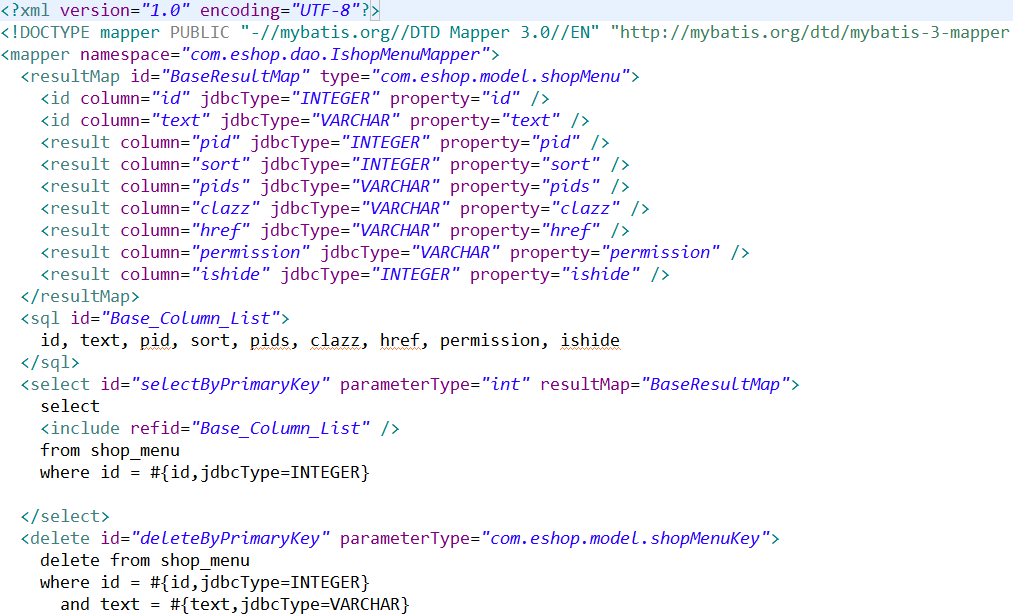 <?xml version="1.0" encoding="UTF-8"?>
<!DOCTYPE mapper PUBLIC "-//mybatis.org//DTD Mapper 3.0//EN" "http://mybatis.org/dtd/mybatis-3-mapper
<mapper namespace="com.eshop.dao.IshopMenuMapper">
  <resultMap id="BaseResultMap" type="com.eshop.model.shopMenu">
    <id column="id" jdbcType="INTEGER" property="id" />
    <id column="text" jdbcType="VARCHAR" property="text" />
    <result column="pid" jdbcType="INTEGER" property="pid" />
    <result column="sort" jdbcType="INTEGER" property="sort" />
    <result column="pids" jdbcType="VARCHAR" property="pids" />
    <result column="clazz" jdbcType="VARCHAR" property="clazz" />
    <result column="href" jdbcType="VARCHAR" property="href" />
    <result column="permission" jdbcType="VARCHAR" property="permission" />
    <result column="ishide" jdbcType="INTEGER" property="ishide" />
  </resultMap>
  <sql id="Base_Column_List">
    id, text, pid, sort, pids, clazz, href, permission, ishide
  </sql>
  <select id="selectByPrimaryKey" parameterType="int" resultMap="BaseResultMap">
    select
    <include refid="Base_Column_List" />
    from shop_menu
    where id = #{id,jdbcType=INTEGER}
  </select>
  <delete id="deleteByPrimaryKey" parameterType="com.eshop.model.shopMenuKey">
    delete from shop_menu
    where id = #{id,jdbcType=INTEGER}
      and text = #{text,jdbcType=VARCHAR}